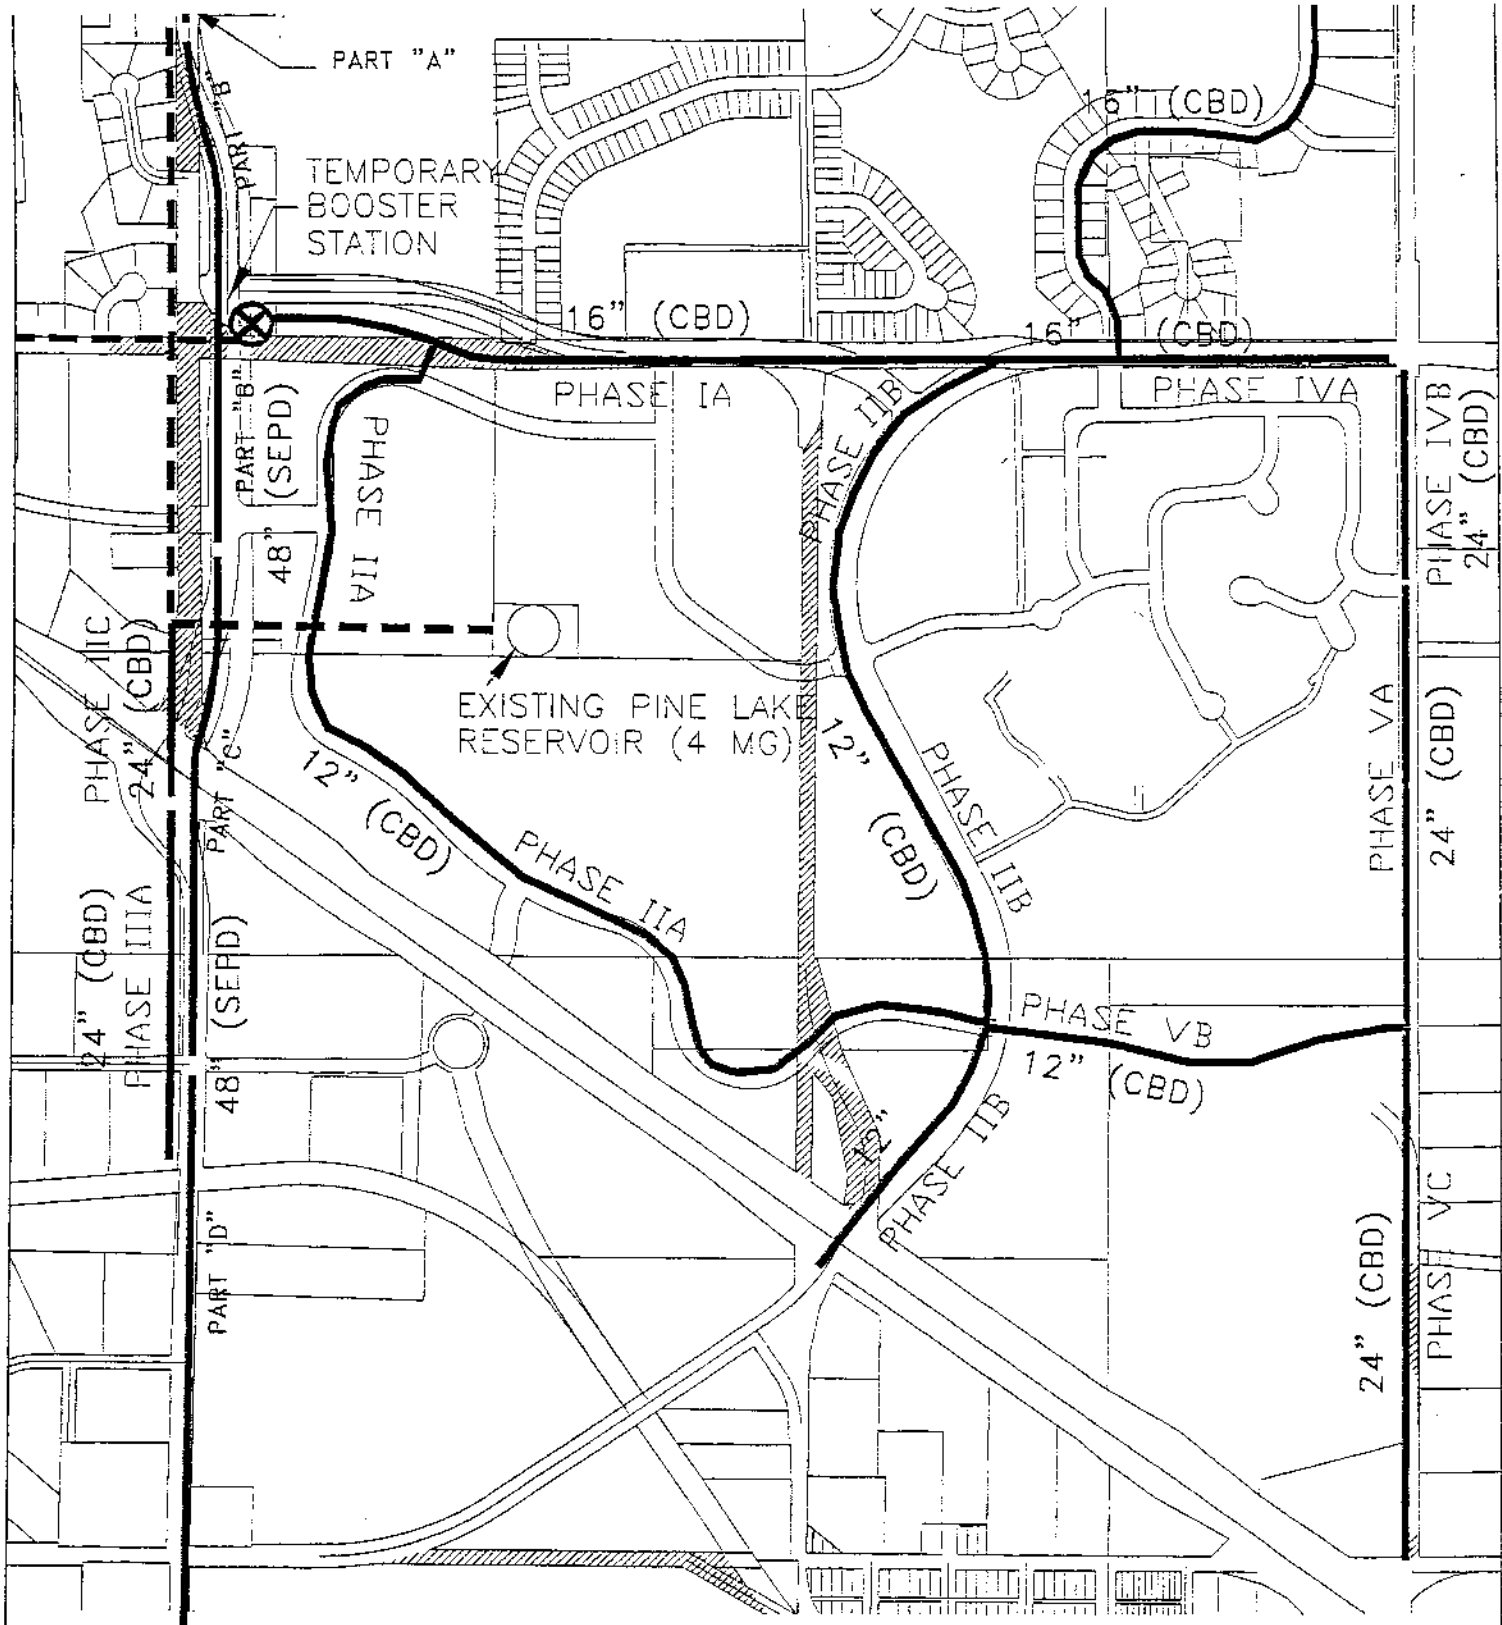 PART "A"
PART "B"
16" (CBD)
TEMPORARY
BOOSTER
STATION
16" (CBD)
16" (CBD)
PHASE IA
PHASE IIB
PHASE IVA
PHASE IVB
24" (CBD)
PART "B"
48" (SEPD)
PHASE IIA
PHASE IIC
24" (CBD)
EXISTING PINE LAKE
RESERVOIR (4 MG)
PART "C"
12" (CBD)
PHASE IIA
12" (CBD)
PHASE IIB
PHASE VA
24" (CBD)
24" (CBD)
PHASE IIIA
48" (SEPD)
PHASE VB
12" (CBD)
12"
PHASE IIB
PART "D"
24" (CBD)
PHASE VC